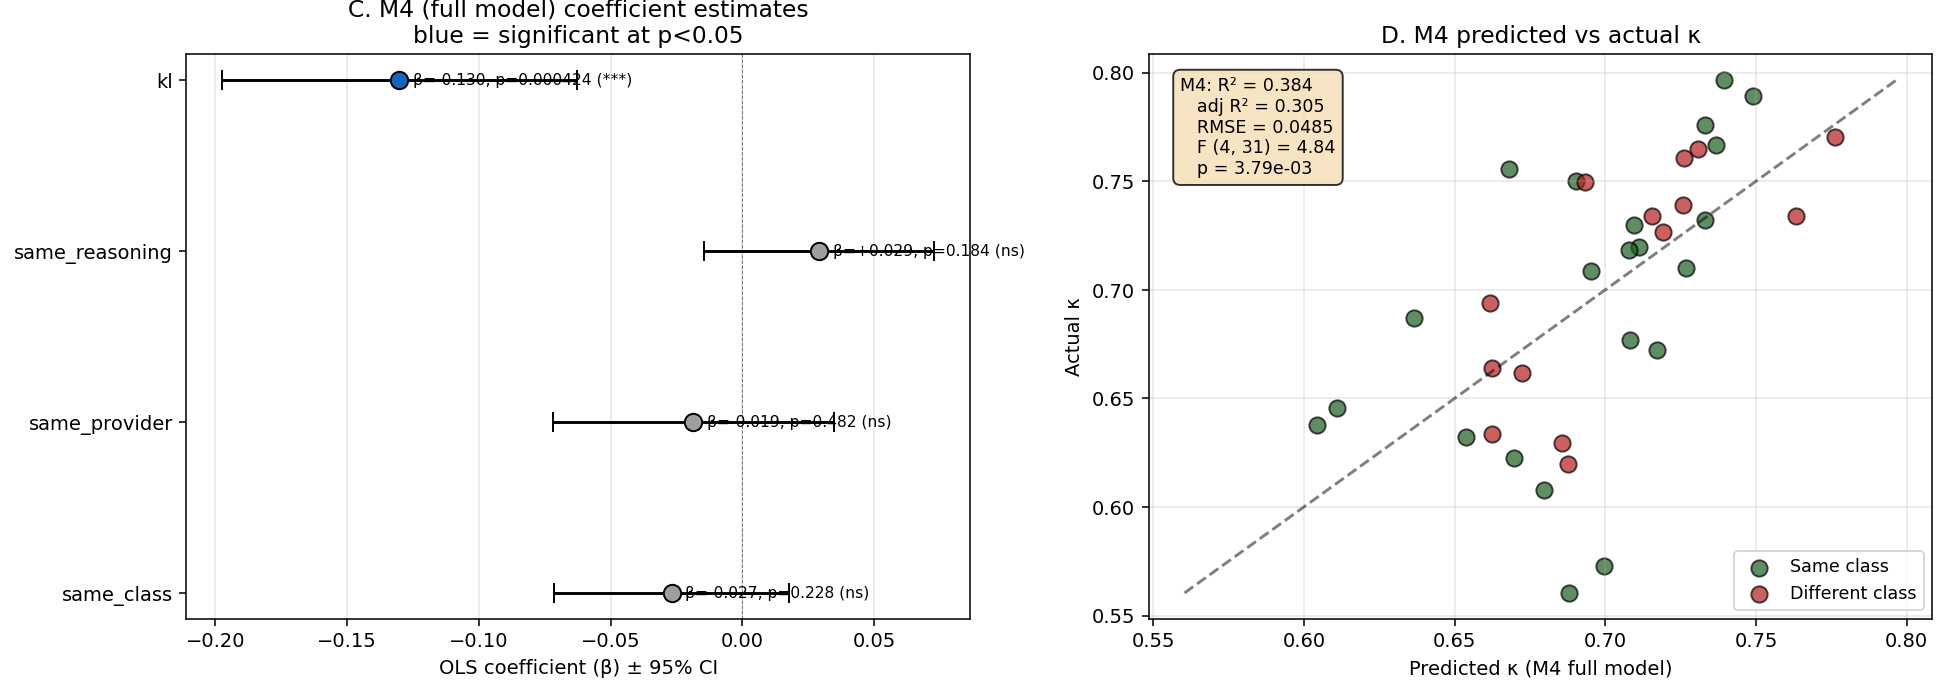 C. M4 (full model) coefficient estimates
blue = significant at p<0.05
kl
β=-0.130, p=0.000424 (***)
same_reasoning
β=+0.029, p=0.184 (ns)
same_provider
β=-0.019, p=0.482 (ns)
same_class
β=-0.027, p=0.228 (ns)
−0.20
−0.15
−0.10
−0.05
0.00
0.05
OLS coefficient (β) ± 95% CI
D. M4 predicted vs actual κ
M4: R² = 0.384
adj R² = 0.305
RMSE = 0.0485
F (4, 31) = 4.84
p = 3.79e-03
Actual κ
0.80
0.75
0.70
0.65
0.60
0.55
Same class
Different class
0.55
0.60
0.65
0.70
0.75
0.80
Predicted κ (M4 full model)